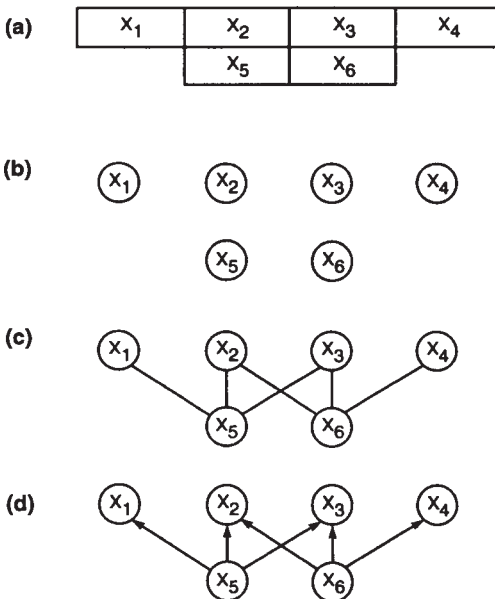 (a) X₁ X₂ X₃ X₄
X₅ X₆
(b) X₁ X₂ X₃ X₄
X₅ X₆
(c) X₁ X₂ X₃ X₄
X₅ X₆
(d) X₁ X₂ X₃ X₄
X₅ X₆